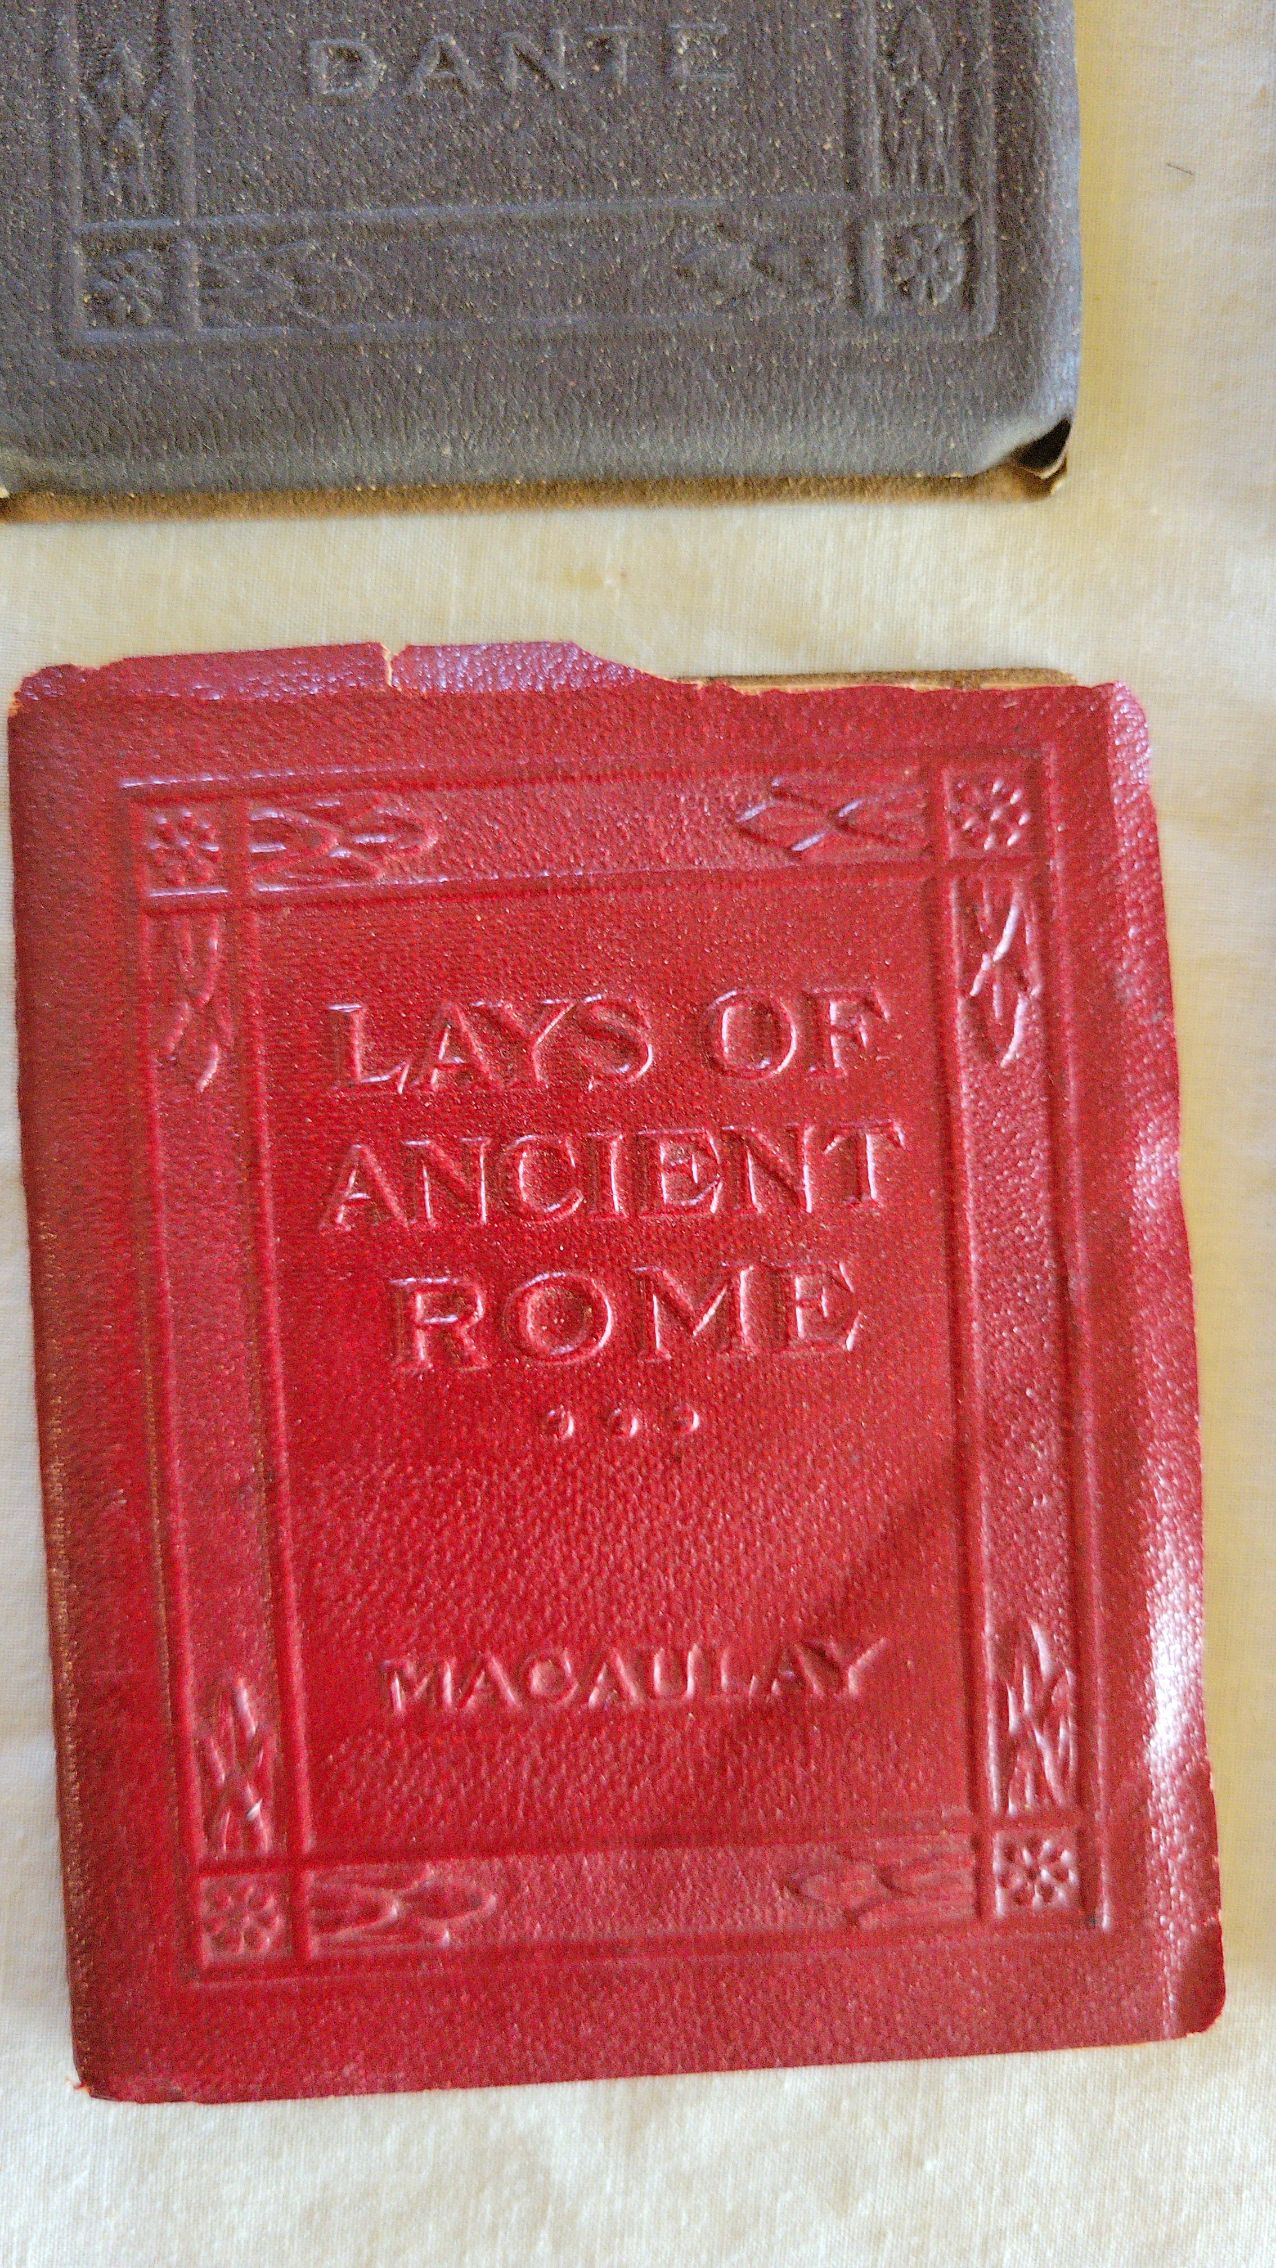 DANTE
LAYS OF
ANCIENT
ROME
MACAULAY